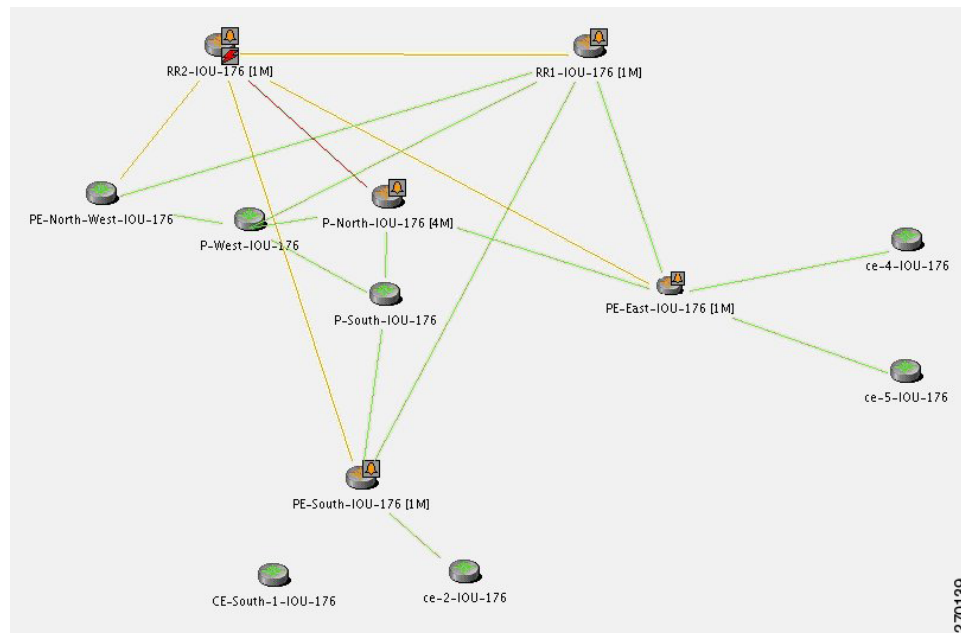 RR2-IOU-176 [1M]
RR1-IOU-176 [1M]
PE-North-West-IOU-176
P-North-IOU-176 [4M]
P-West-IOU-176
ce-4-IOU-176
PE-East-IOU-176 [1M]
P-South-IOU-176
ce-5-IOU-176
PE-South-IOU-176 [1M]
CE-South-1-IOU-176
ce-2-IOU-176
270139